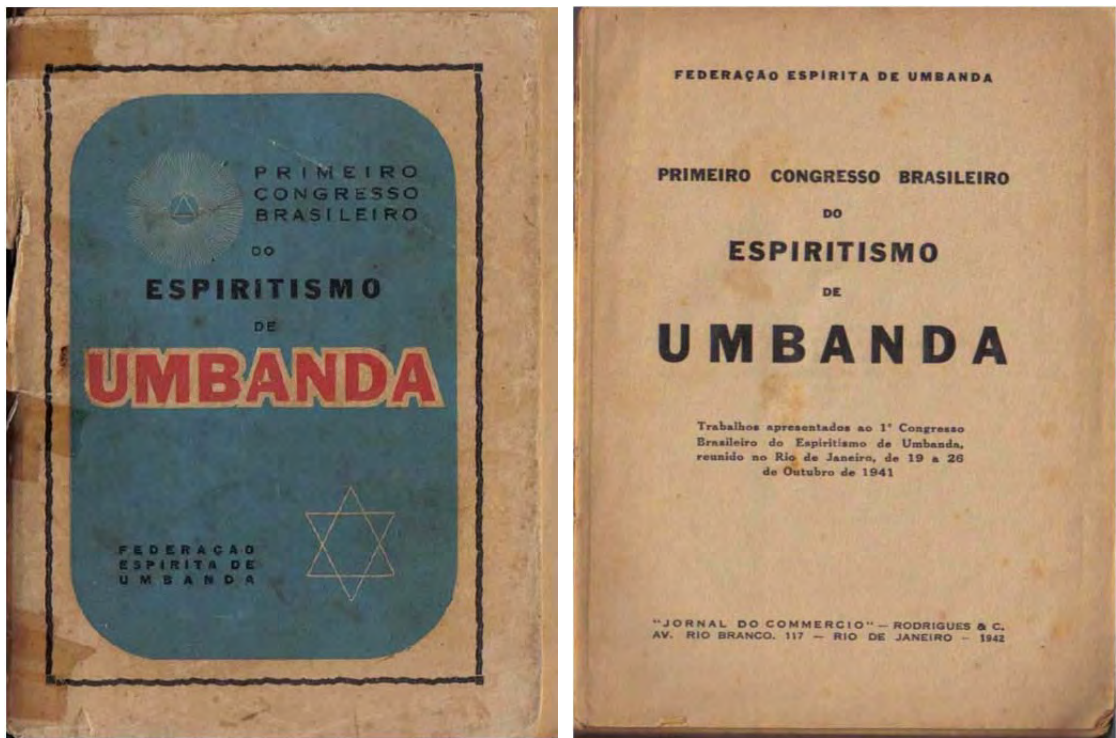 PRIMEIRO
CONGRESSO
BRASILEIRO
DO
ESPIRITISMO
DE
UMBANDA
FEDERAÇÃO
ESPIRITA DE
UMBANDA
FEDERAÇÃO ESPÍRITA DE UMBANDA
PRIMEIRO CONGRESSO BRASILEIRO
DO
ESPIRITISMO
DE
UMBANDA
Trabalhos apresentados ao 1º Congresso
Brasileiro do Espiritismo de Umbanda,
reunido no Rio de Janeiro, de 19 a 26
de Outubro de 1941
"JORNAL DO COMMERCIO" — RODRIGUES & C.
AV. RIO BRANCO. 117 — RIO DE JANEIRO — 1942